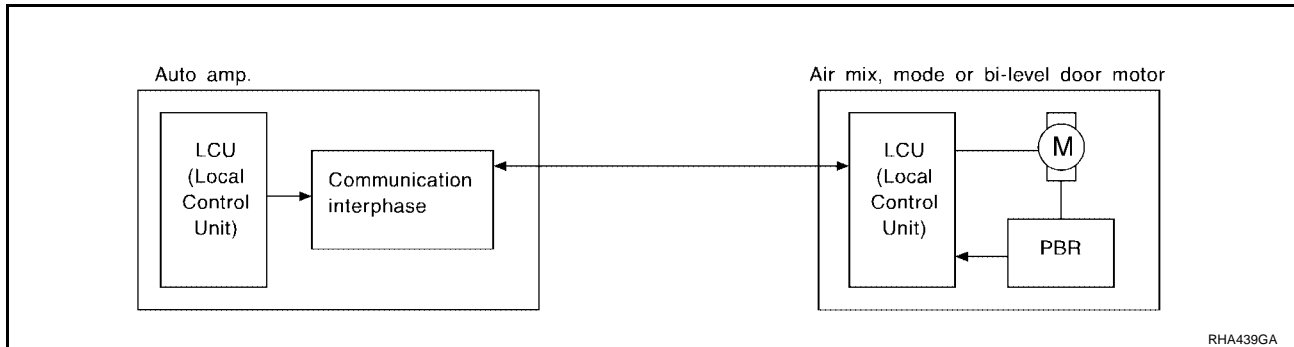 Auto amp.
Air mix, mode or bi-level door motor
LCU
(Local
Control
Unit)
Communication
interphase
LCU
(Local
Control
Unit)
M
PBR
RHA439GA